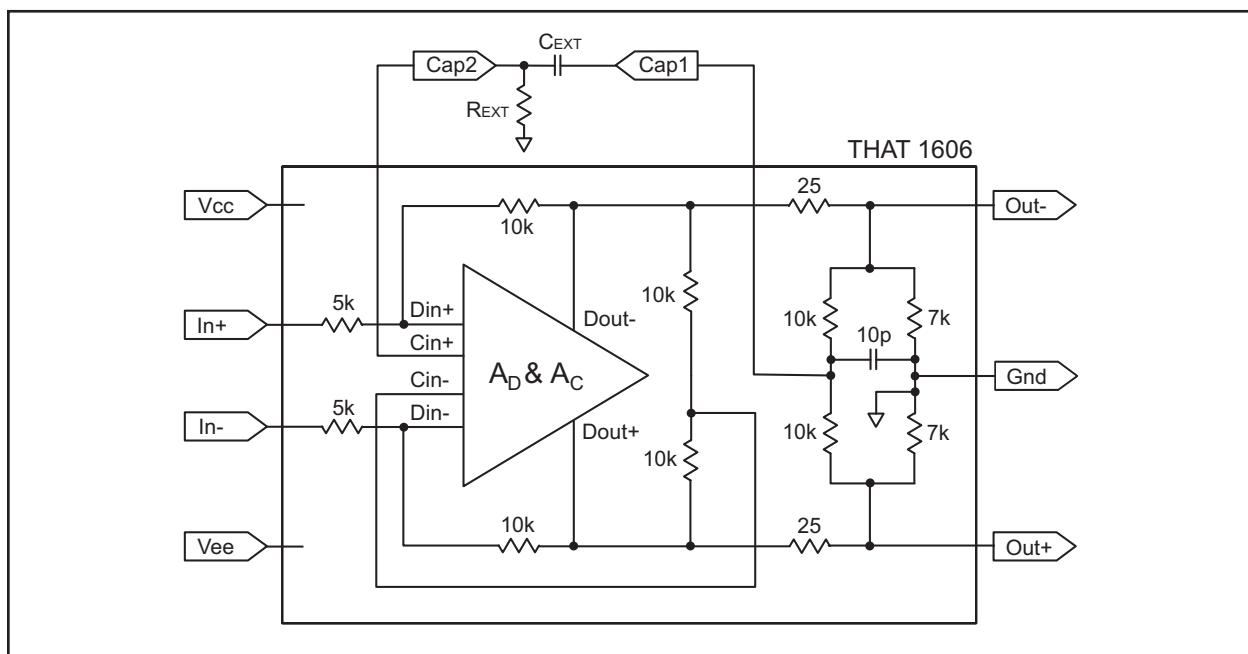 CEXT
Cap2
Cap1
REXT
THAT 1606
Vcc
10k
25
Out-
5k
In+
Din+
Cin+
Dout-
10k
10k
7k
10p
AD & AC
Gnd
Cin-
5k
In-
Din-
Dout+
10k
10k
7k
10k
25
Vee
Out+